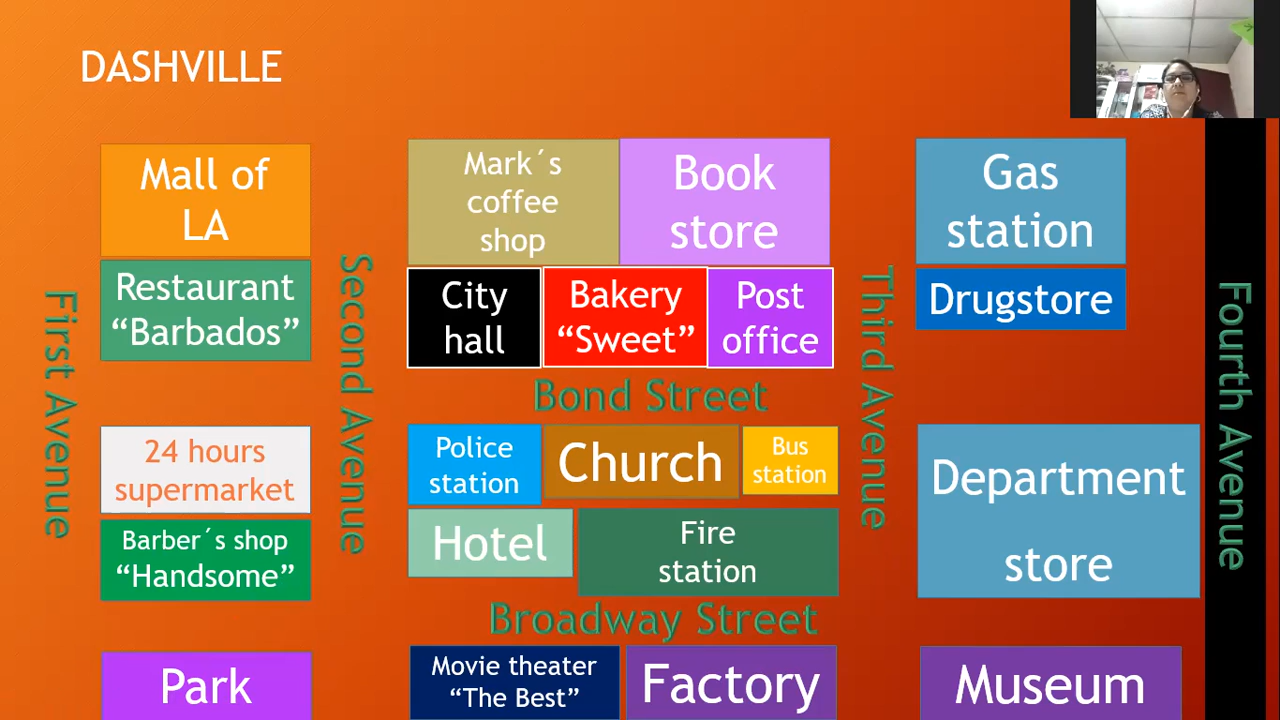 DASHVILLE
Mall of
LA
Mark´s
coffee
shop
Book
store
Gas
station
Restaurant
“Barbados”
City
hall
Bakery
“Sweet”
Post
office
Drugstore
First Avenue
Second Avenue
Third Avenue
Fourth Avenue
Bond Street
24 hours
supermarket
Police
station
Church
Bus
station
Department
store
Barber´s shop
“Handsome”
Hotel
Fire
station
Broadway Street
Park
Movie theater
“The Best”
Factory
Museum